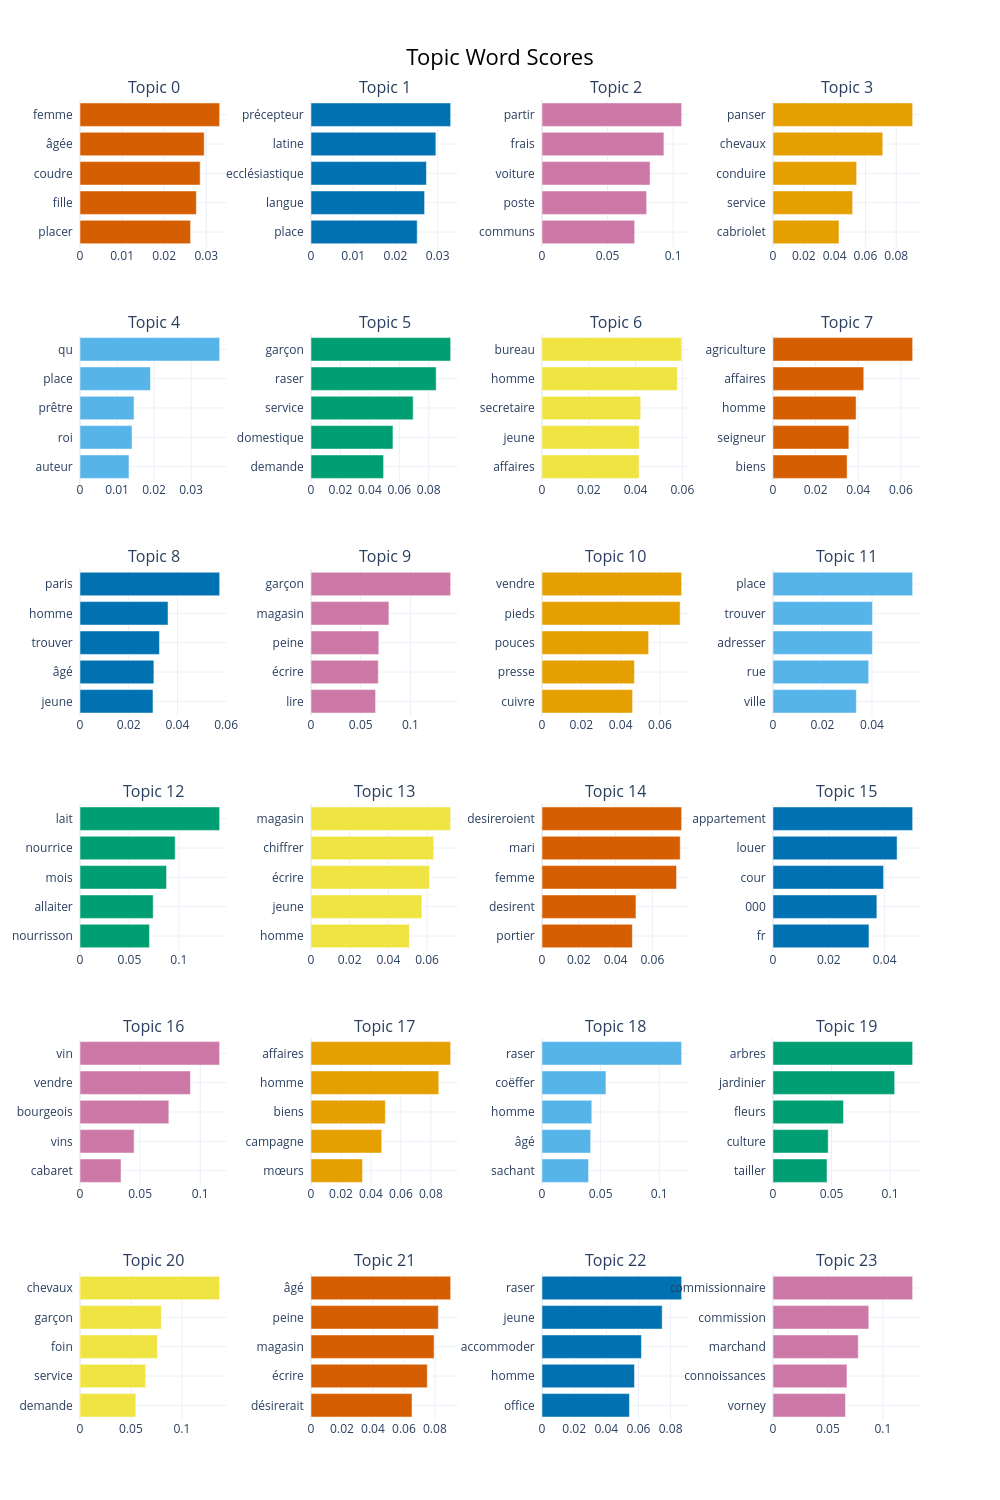 Topic Word Scores
Topic 0
femme
âgée
coudre
fille
placer
0 0.01 0.02 0.03
Topic 1
précepteur
latine
ecclésiastique
langue
place
0 0.01 0.02 0.03
Topic 2
partir
frais
voiture
poste
communs
0 0.05 0.1
Topic 3
panser
chevaux
conduire
service
cabriolet
0 0.02 0.04 0.06 0.08
Topic 4
qu
place
prêtre
roi
auteur
0 0.01 0.02 0.03
Topic 5
garçon
raser
service
domestique
demande
0 0.02 0.04 0.06 0.08
Topic 6
bureau
homme
secretaire
jeune
affaires
0 0.02 0.04 0.06
Topic 7
agriculture
affaires
homme
seigneur
biens
0 0.02 0.04 0.06
Topic 8
paris
homme
trouver
âgé
jeune
0 0.02 0.04 0.06
Topic 9
garçon
magasin
peine
écrire
lire
0 0.05 0.1
Topic 10
vendre
pieds
pouces
presse
cuivre
0 0.02 0.04 0.06
Topic 11
place
trouver
adresser
rue
ville
0 0.02 0.04
Topic 12
lait
nourrice
mois
allaiter
nourrisson
0 0.05 0.1
Topic 13
magasin
chiffrer
écrire
jeune
homme
0 0.02 0.04 0.06
Topic 14
desireroient
mari
femme
desirent
portier
0 0.02 0.04 0.06
Topic 15
appartement
louer
cour
000
fr
0 0.02 0.04
Topic 16
vin
vendre
bourgeois
vins
cabaret
0 0.05 0.1
Topic 17
affaires
homme
biens
campagne
mœurs
0 0.02 0.04 0.06 0.08
Topic 18
raser
coëffer
homme
âgé
sachant
0 0.05 0.1
Topic 19
arbres
jardinier
fleurs
culture
tailler
0 0.05 0.1
Topic 20
chevaux
garçon
foin
service
demande
0 0.05 0.1
Topic 21
âgé
peine
magasin
écrire
désirerait
0 0.02 0.04 0.06 0.08
Topic 22
raser
jeune
accommoder
homme
office
0 0.02 0.04 0.06 0.08
Topic 23
commissionnaire
commission
marchand
connoissances
vorney
0 0.05 0.1